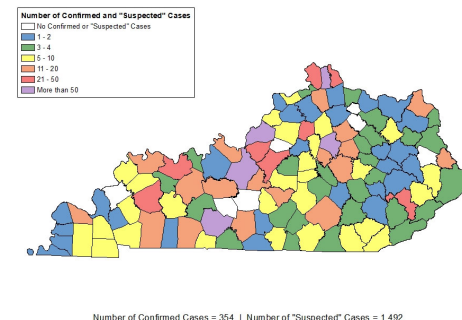 Number of Confirmed and "Suspected" Cases
No Confirmed or "Suspected" Cases
1 - 2
3 - 4
5 - 10
11 - 20
21 - 50
More than 50
Number of Confirmed Cases = 354 | Number of "Suspected" Cases = 1,492